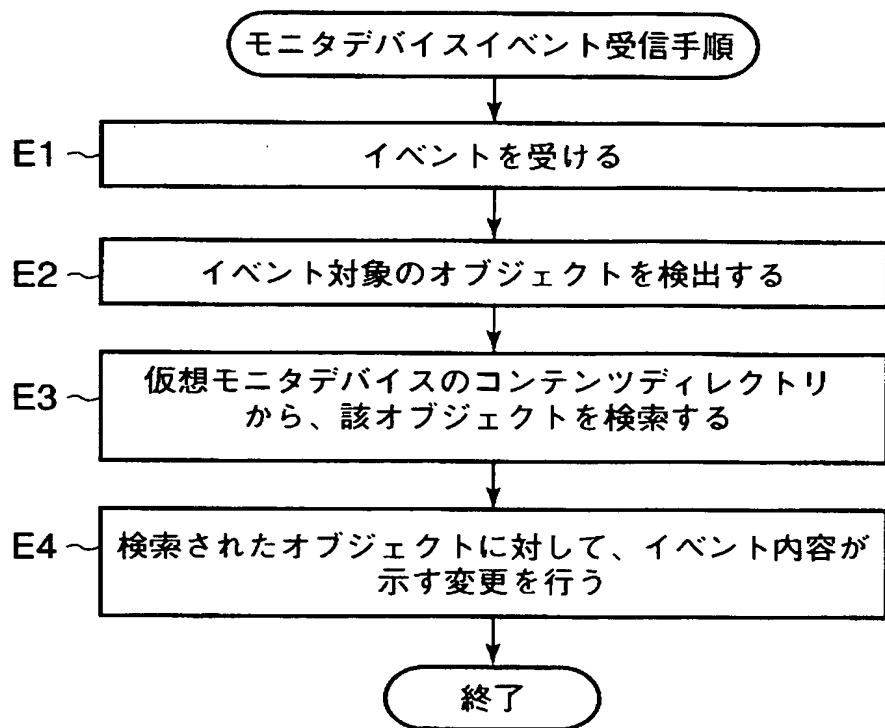 モニタデバイスイベント受信手順
E1 イベントを受ける
E2 イベント対象のオブジェクトを検出する
E3 仮想モニタデバイスのコンテンツディレクトリ
から、該オブジェクトを検索する
E4 検索されたオブジェクトに対して、イベント内容が
示す変更を行う
終了